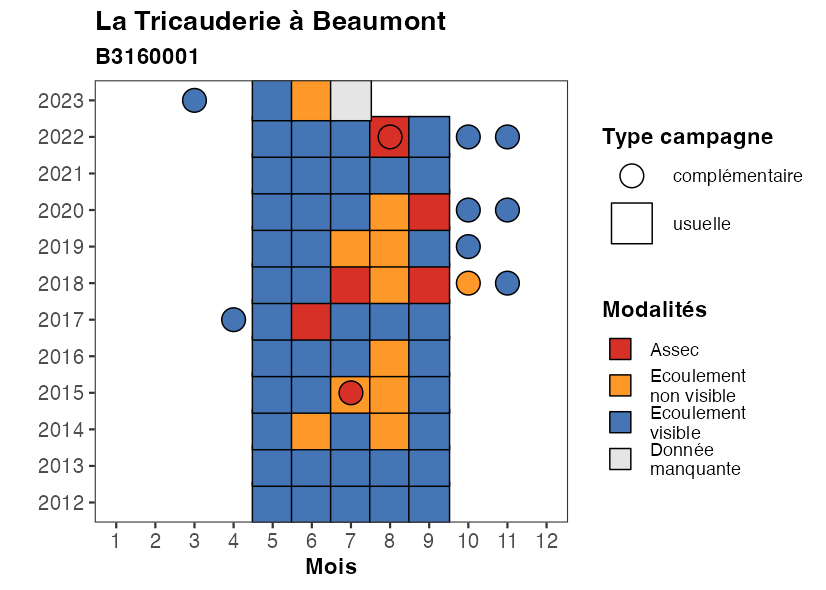 La Tricauderie à Beaumont
B3160001
2023
2022
2021
2020
2019
2018
2017
2016
2015
2014
2013
2012
1 2 3 4 5 6 7 8 9 10 11 12
Mois
Type campagne
complémentaire
usuelle
Modalités
Assec
Ecoulement
non visible
Ecoulement
visible
Donnée
manquante